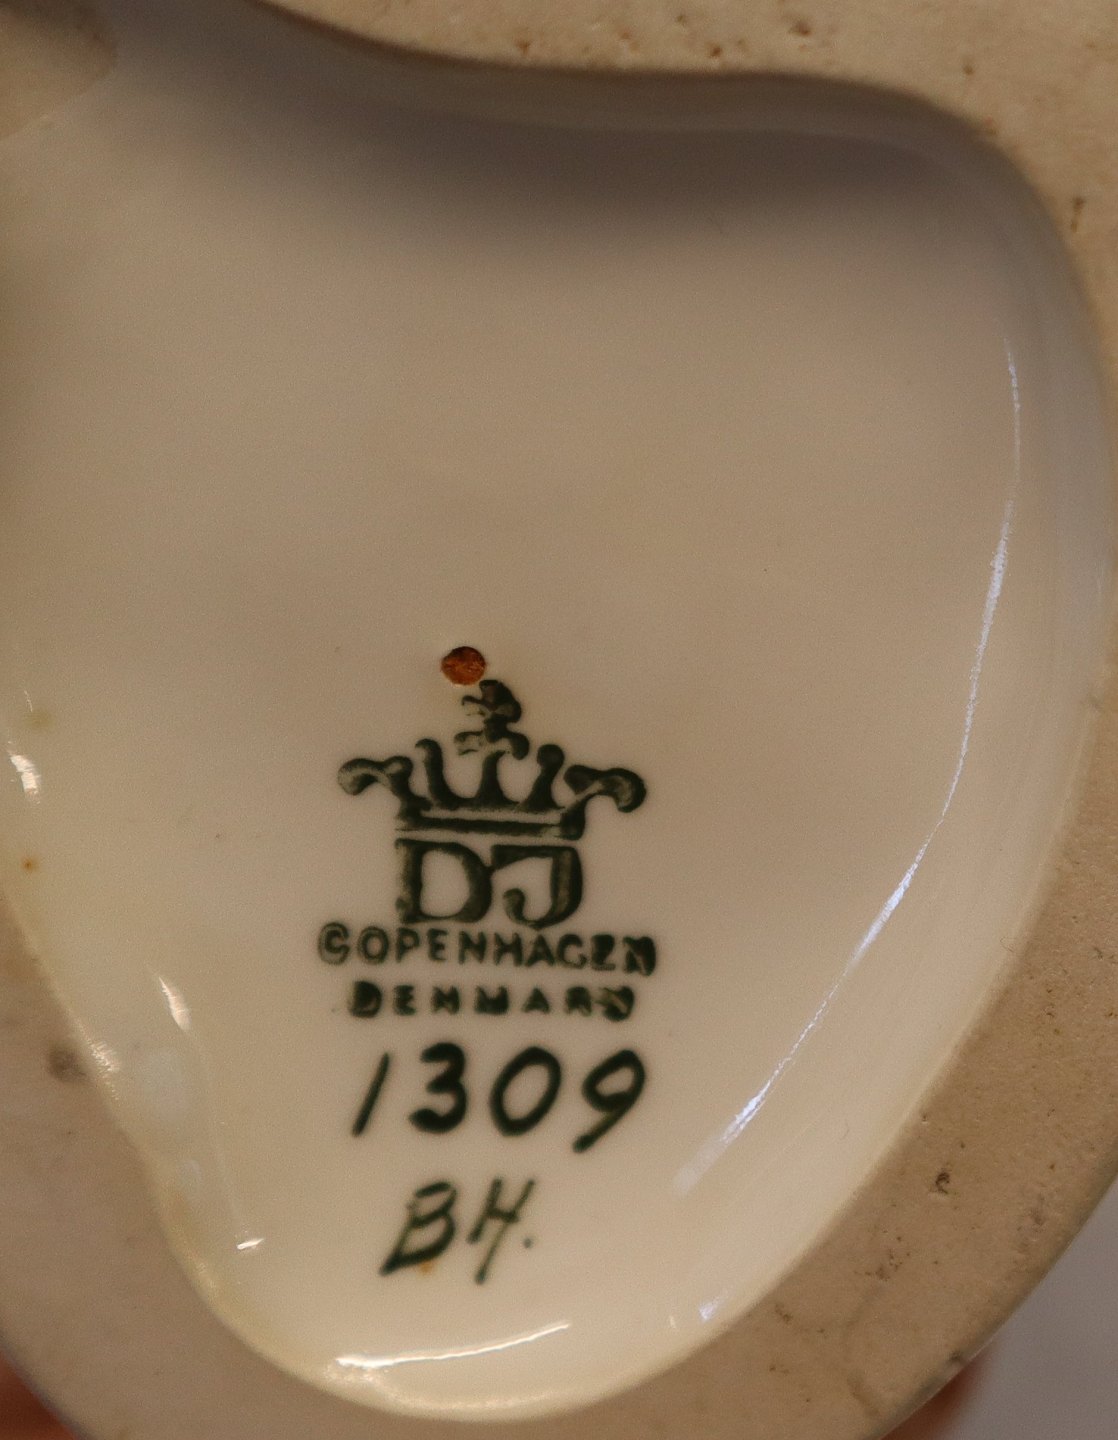 DJ
COPENHAGEN
DENMARK
1309
BH.